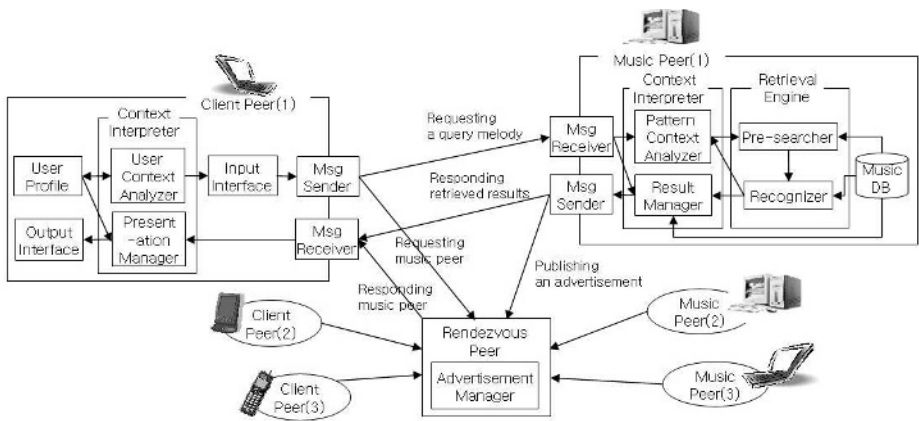 Client Peer(1)
Context
Interpreter
User
Profile
User
Context
Analyzer
Input
Interface
Msg
Sender
Output
Interface
Present
-ation
Manager
Msg
Receiver
Requesting
a query melody
Responding
retrieved results
Requesting
music peer
Responding
music peer
Publishing
an advertisement
Music Peer(1)
Context
Interpreter
Retrieval
Engine
Msg
Receiver
Pattern
Context
Analyzer
Pre-searcher
Music
DB
Msg
Sender
Result
Manager
Recognizer
Client
Peer(2)
Client
Peer(3)
Rendezvous
Peer
Advertisement
Manager
Music
Peer(2)
Music
Peer(3)